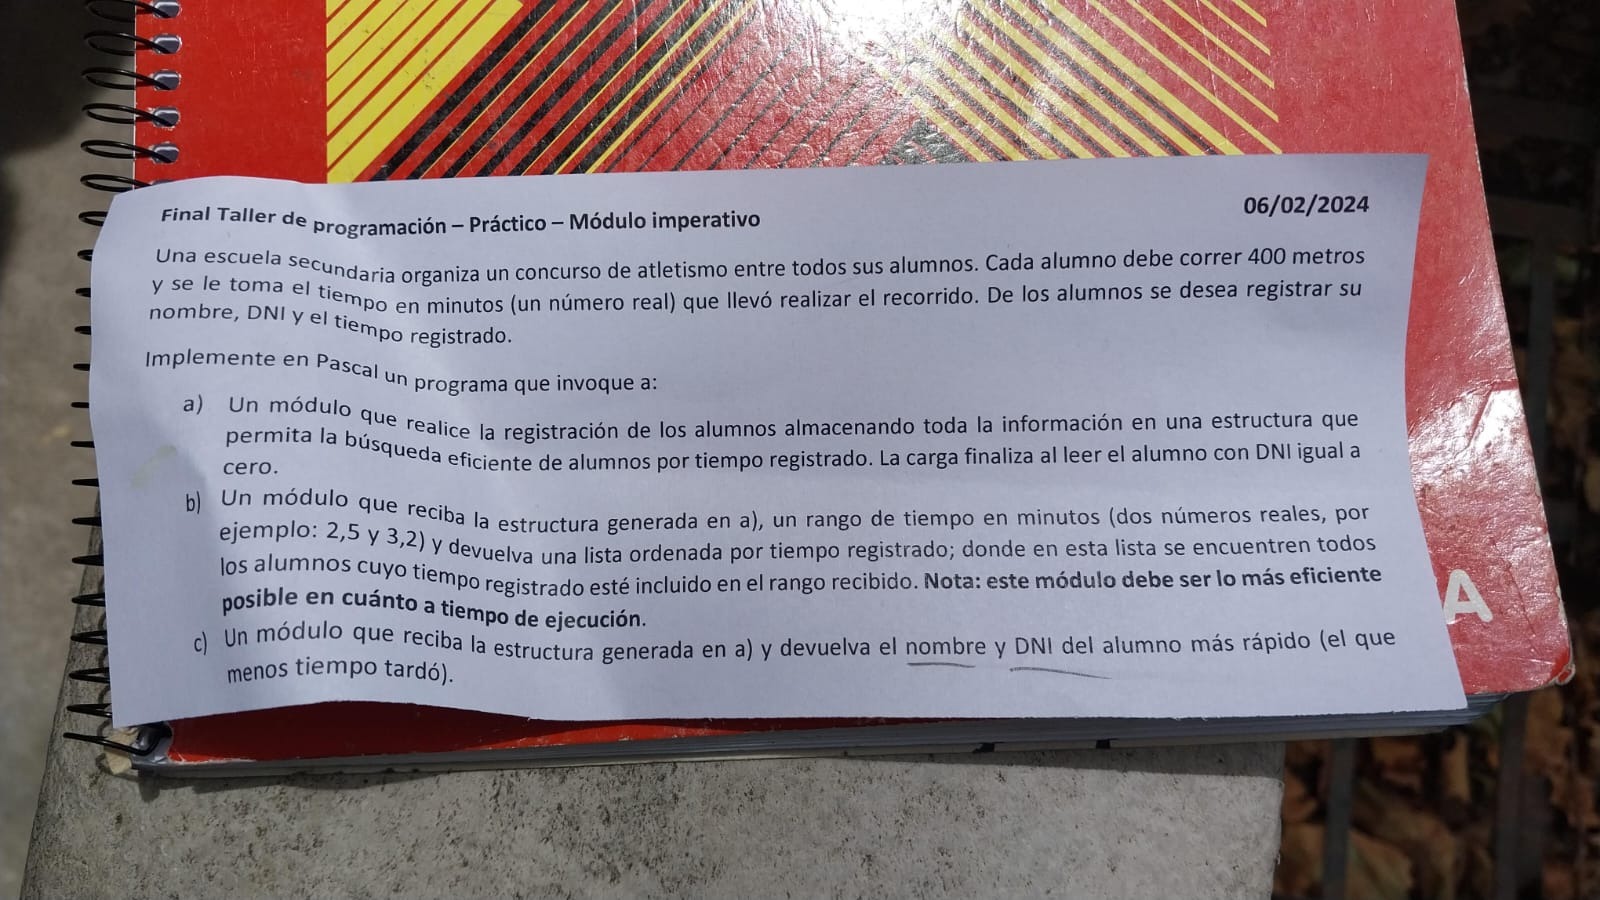 Final Taller de programación – Práctico – Módulo imperativo
06/02/2024
Una escuela secundaria organiza un concurso de atletismo entre todos sus alumnos. Cada alumno debe correr 400 metros
y se le toma el tiempo en minutos (un número real) que llevó realizar el recorrido. De los alumnos se desea registrar su
nombre, DNI y el tiempo registrado.
Implemente en Pascal un programa que invoque a:
a) Un módulo que realice la registración de los alumnos almacenando toda la información en una estructura que
permita la búsqueda eficiente de alumnos por tiempo registrado. La carga finaliza al leer el alumno con DNI igual a
cero.
b) Un módulo que reciba la estructura generada en a), un rango de tiempo en minutos (dos números reales, por
ejemplo: 2,5 y 3,2) y devuelva una lista ordenada por tiempo registrado; donde en esta lista se encuentren todos
los alumnos cuyo tiempo registrado esté incluido en el rango recibido. Nota: este módulo debe ser lo más eficiente
posible en cuánto a tiempo de ejecución.
c) Un módulo que reciba la estructura generada en a) y devuelva el nombre y DNI del alumno más rápido (el que
menos tiempo tardó).
A